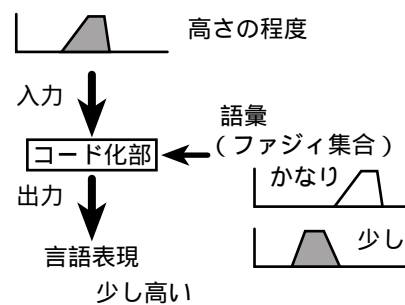 高さの程度
入力
語彙
(ファジィ集合)
コード化部
かなり
出力
少し
言語表現
少し高い